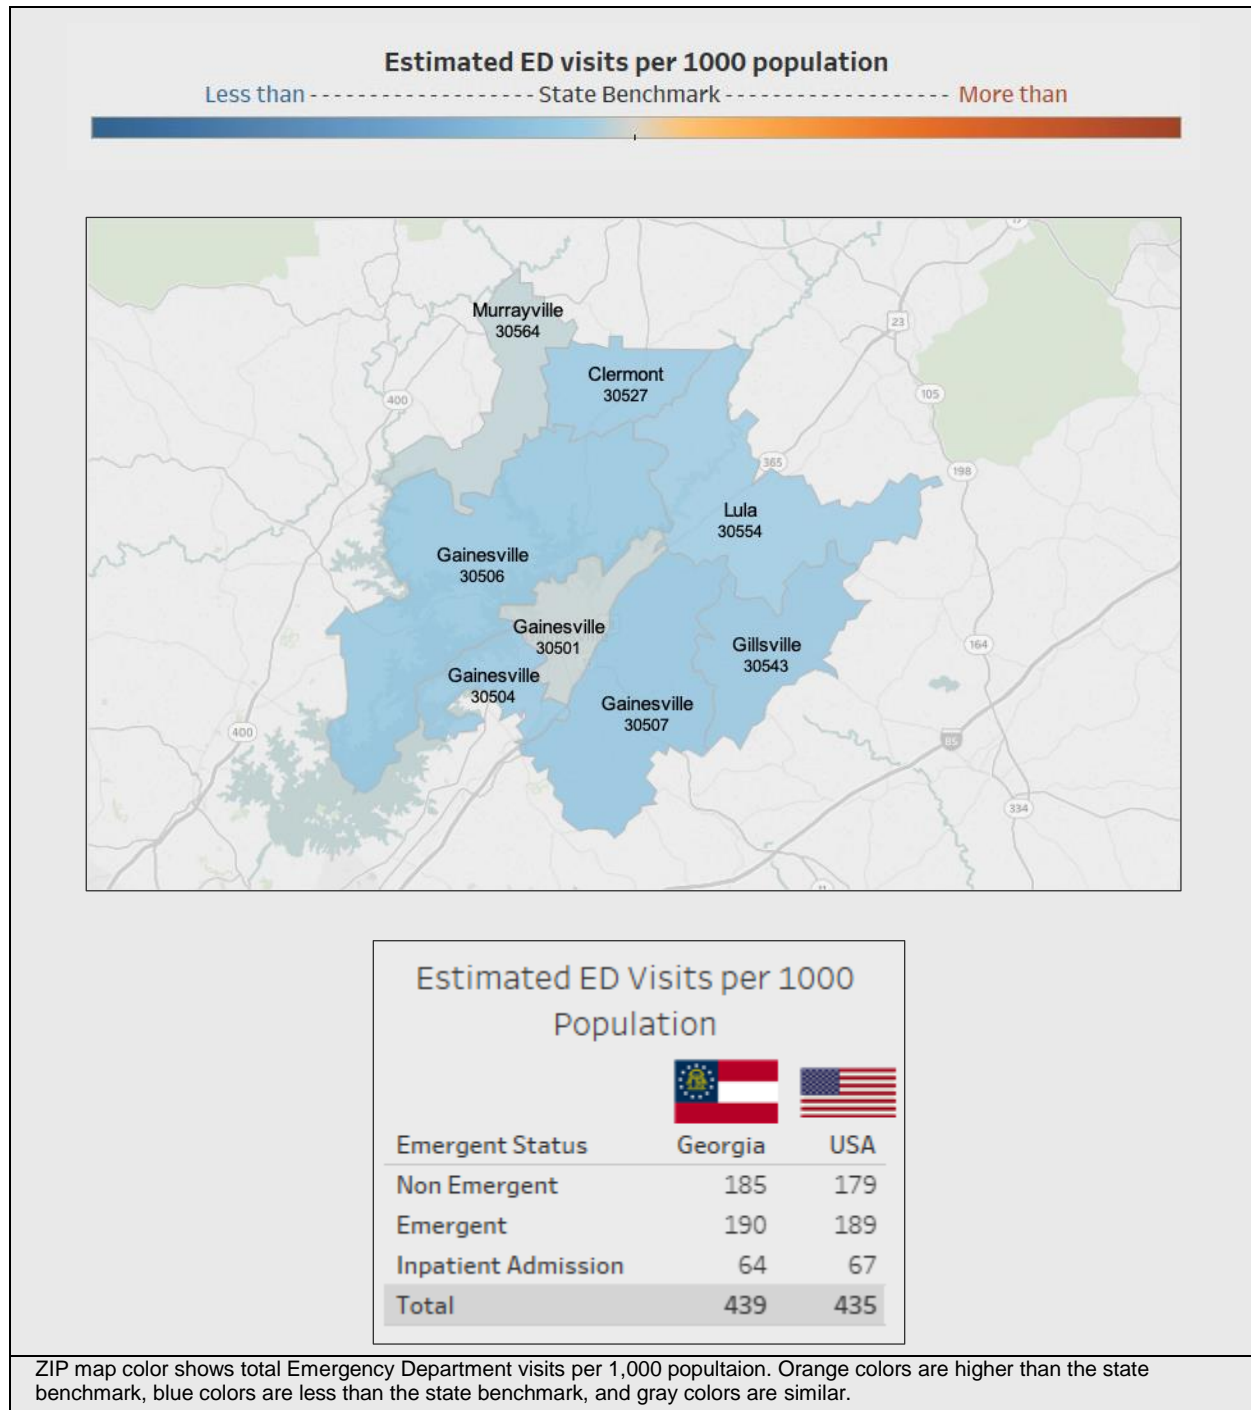 Estimated ED visits per 1000 population
Less than - - - - - - - - - - - - - - - - - - - State Benchmark - - - - - - - - - - - - - - - - - - - More than
17
Murrayville
30564
23
Clermont
30527
400
105
365
198
Lula
30554
Gainesville
30506
Gainesville
30501
Gillsville
30543
164
Gainesville
30504
Gainesville
30507
400
85
334
Estimated ED Visits per 1000
Population
Emergent Status Georgia USA
Non Emergent 185 179
Emergent 190 189
Inpatient Admission 64 67
Total 439 435
ZIP map color shows total Emergency Department visits per 1,000 popultaion. Orange colors are higher than the state
benchmark, blue colors are less than the state benchmark, and gray colors are similar.